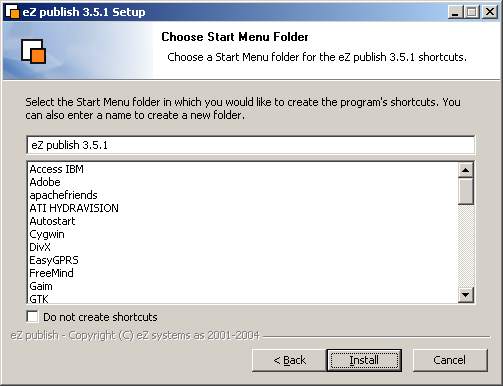 eZ publish 3.5.1 Setup
Choose Start Menu Folder
Choose a Start Menu folder for the eZ publish 3.5.1 shortcuts.
Select the Start Menu folder in which you would like to create the program's shortcuts. You
can also enter a name to create a new folder.
eZ publish 3.5.1
Access IBM
Adobe
apachefriends
ATI HYDRAVISION
Autostart
Cygwin
DivX
EasyGPRS
FreeMind
Gaim
GTK
Do not create shortcuts
eZ publish - Copyright (C) eZ systems as 2001-2004
< Back
Install
Cancel